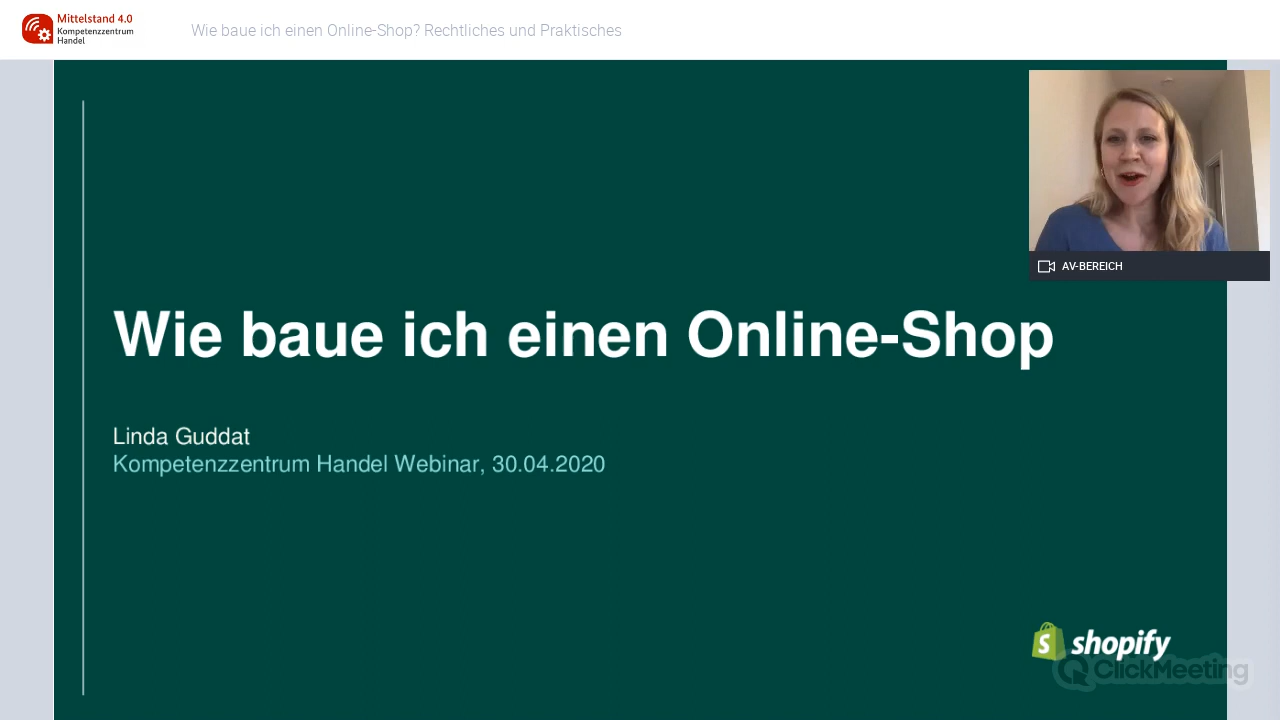 Mittelstand 4.0
Kompetenzzentrum
Handel
Wie baue ich einen Online-Shop? Rechtliches und Praktisches
AV-BEREICH
Wie baue ich einen Online-Shop
Linda Guddat
Kompetenzzentrum Handel Webinar, 30.04.2020
shopify
ClickMeeting